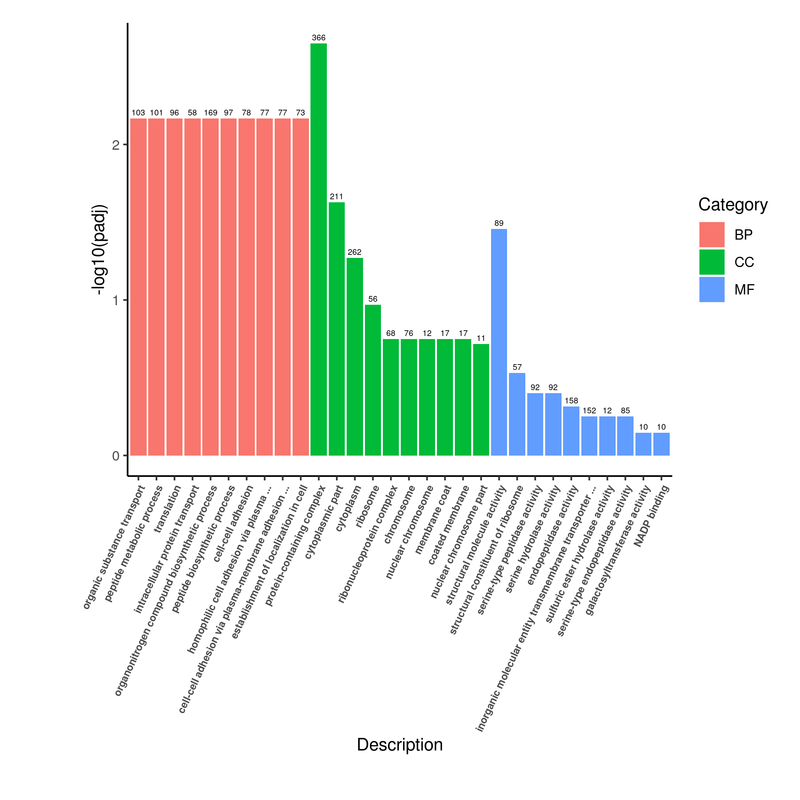 366
103 101 96 58 169 97 78 77 77 73
211
262
56
68 76 12 17 17 11
89
57
92 92
158
152 12 85
10 10
2
1
0
-log10(padj)
Category
BP
CC
MF
organic substance transport
peptide metabolic process
translation
intracellular protein transport
organonitrogen compound biosynthetic process
peptide biosynthetic process
cell-cell adhesion
homophilic cell adhesion via plasma ...
cell-cell adhesion via plasma-membrane adhesion ...
establishment of localization in cell
protein-containing complex
cytoplasmic part
cytoplasm
ribosome
ribonucleoprotein complex
chromosome
nuclear chromosome
membrane coat
coated membrane
nuclear chromosome part
structural molecule activity
structural constituent of ribosome
serine-type peptidase activity
serine hydrolase activity
endopeptidase activity
inorganic molecular entity transmembrane transporter ...
sulfuric ester hydrolase activity
serine-type endopeptidase activity
galactosyltransferase activity
NADP binding
Description